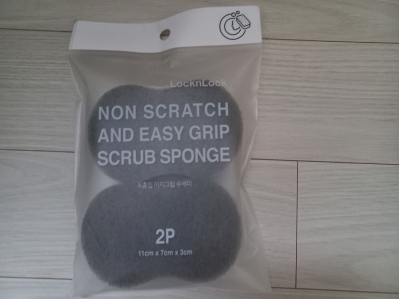 LocknLock
NON SCRATCH
AND EASY GRIP
SCRUB SPONGE
2P
11cm x 7cm x 3cm